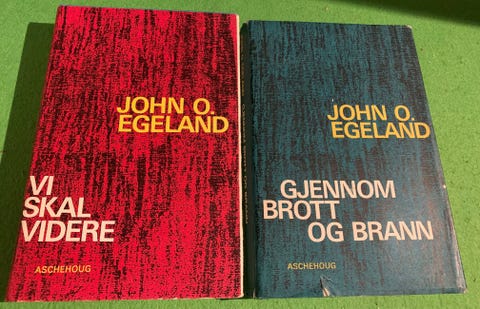 JOHN O.
EGELAND
VI
SKAL
VIDERE
ASCHEHOUG
JOHN O.
EGELAND
GJENNOM
BROTT
OG BRANN
ASCHEHOUG